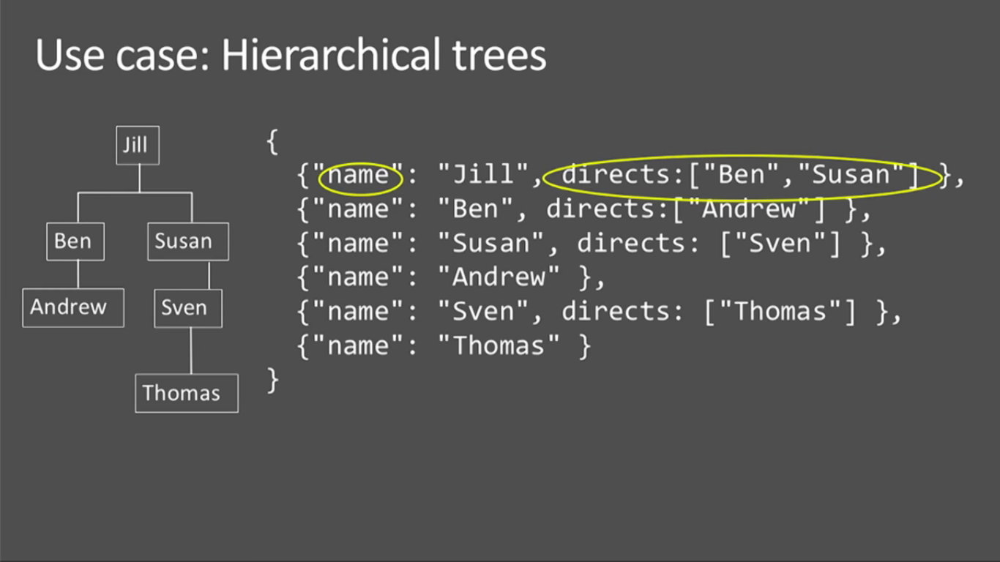 Use case: Hierarchical trees
Jill
Ben
Susan
Andrew
Sven
Thomas
{
{"name": "Jill", directs:["Ben","Susan"] },
{"name": "Ben", directs:["Andrew"] },
{"name": "Susan", directs: ["Sven"] },
{"name": "Andrew" },
{"name": "Sven", directs: ["Thomas"] },
{"name": "Thomas" }
}